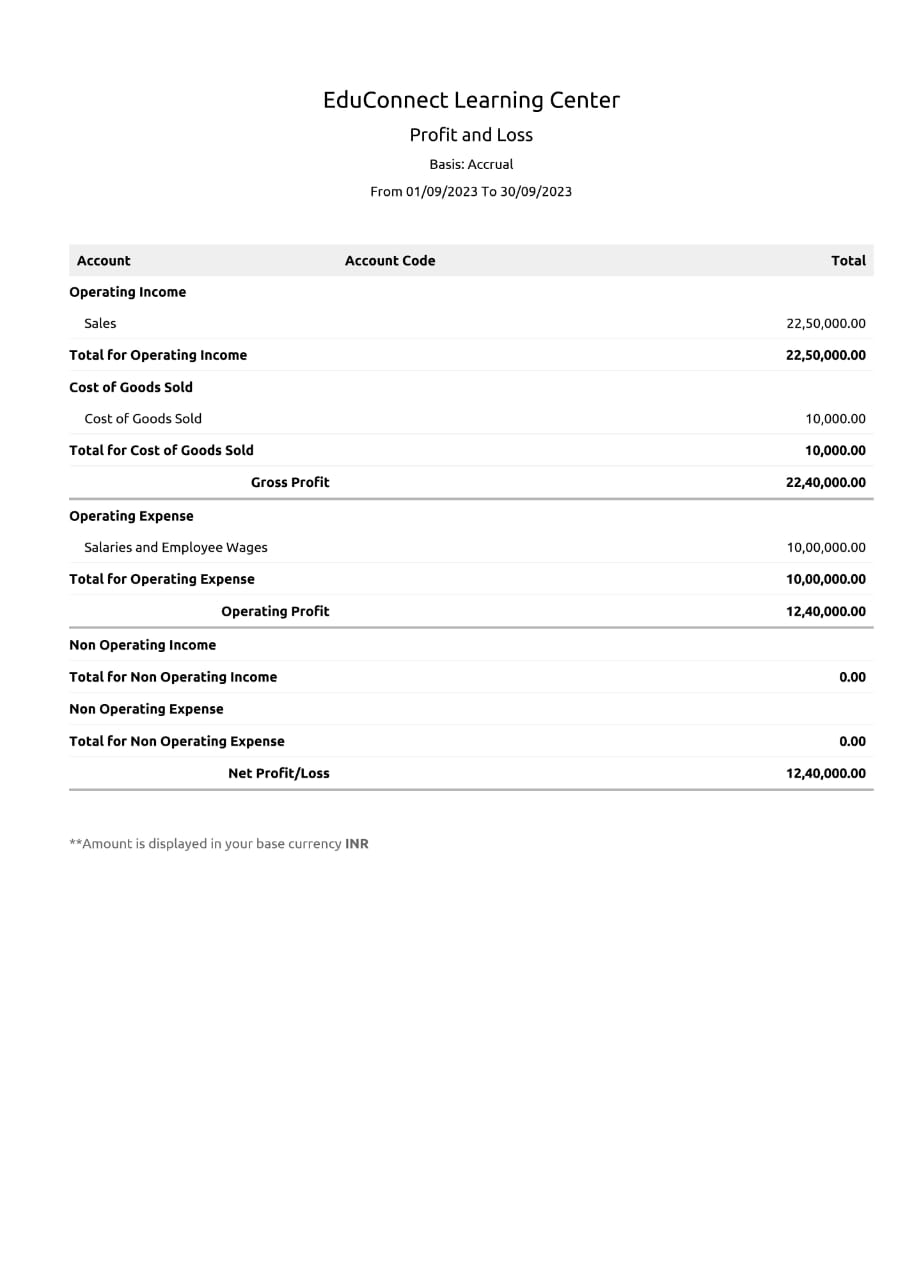 EduConnect Learning Center
Profit and Loss
Basis: Accrual
From 01/09/2023 To 30/09/2023
Account Account Code Total
Operating Income
Sales 22,50,000.00
Total for Operating Income 22,50,000.00
Cost of Goods Sold
Cost of Goods Sold 10,000.00
Total for Cost of Goods Sold 10,000.00
Gross Profit 22,40,000.00
Operating Expense
Salaries and Employee Wages 10,00,000.00
Total for Operating Expense 10,00,000.00
Operating Profit 12,40,000.00
Non Operating Income
Total for Non Operating Income 0.00
Non Operating Expense
Total for Non Operating Expense 0.00
Net Profit/Loss 12,40,000.00
**Amount is displayed in your base currency INR